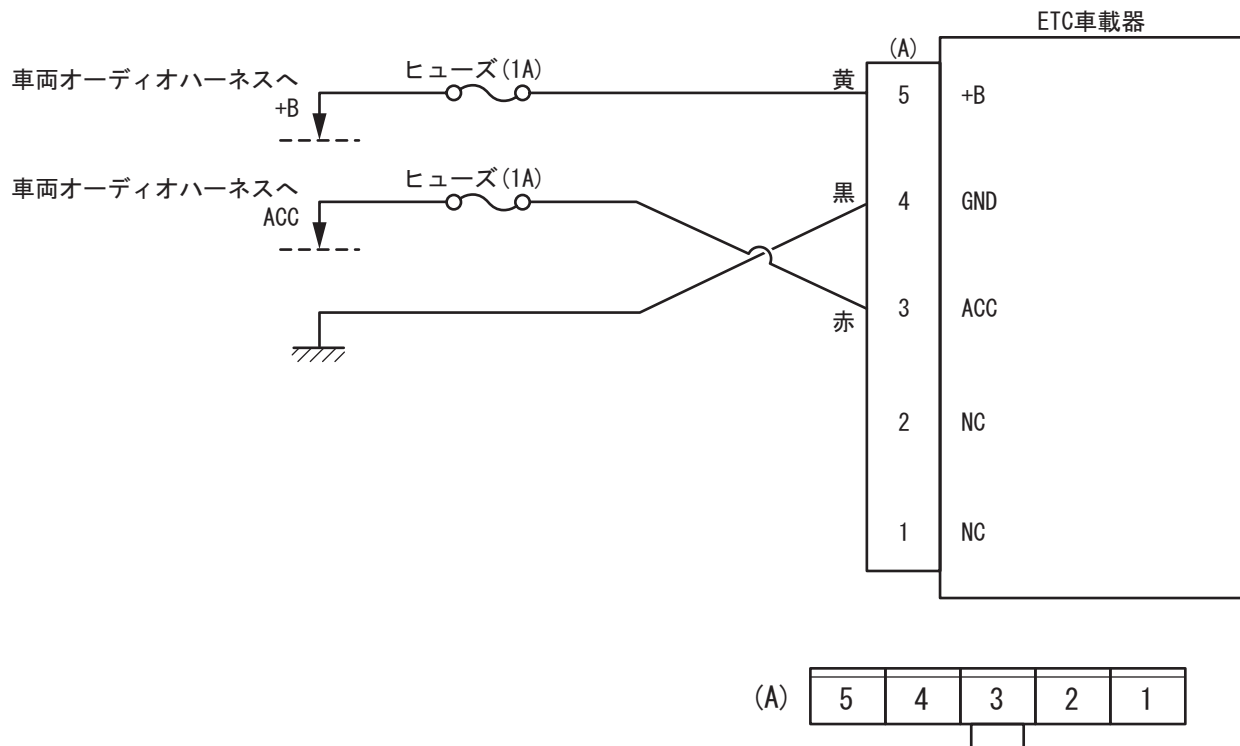 ETC車載器
(A)
車両オーディオハーネスへ
ヒューズ(1A)
黄
5
+B
+B
車両オーディオハーネスへ
ヒューズ(1A)
黒
4
GND
ACC
赤
3
ACC
2
NC
1
NC
(A)
5 4 3 2 1